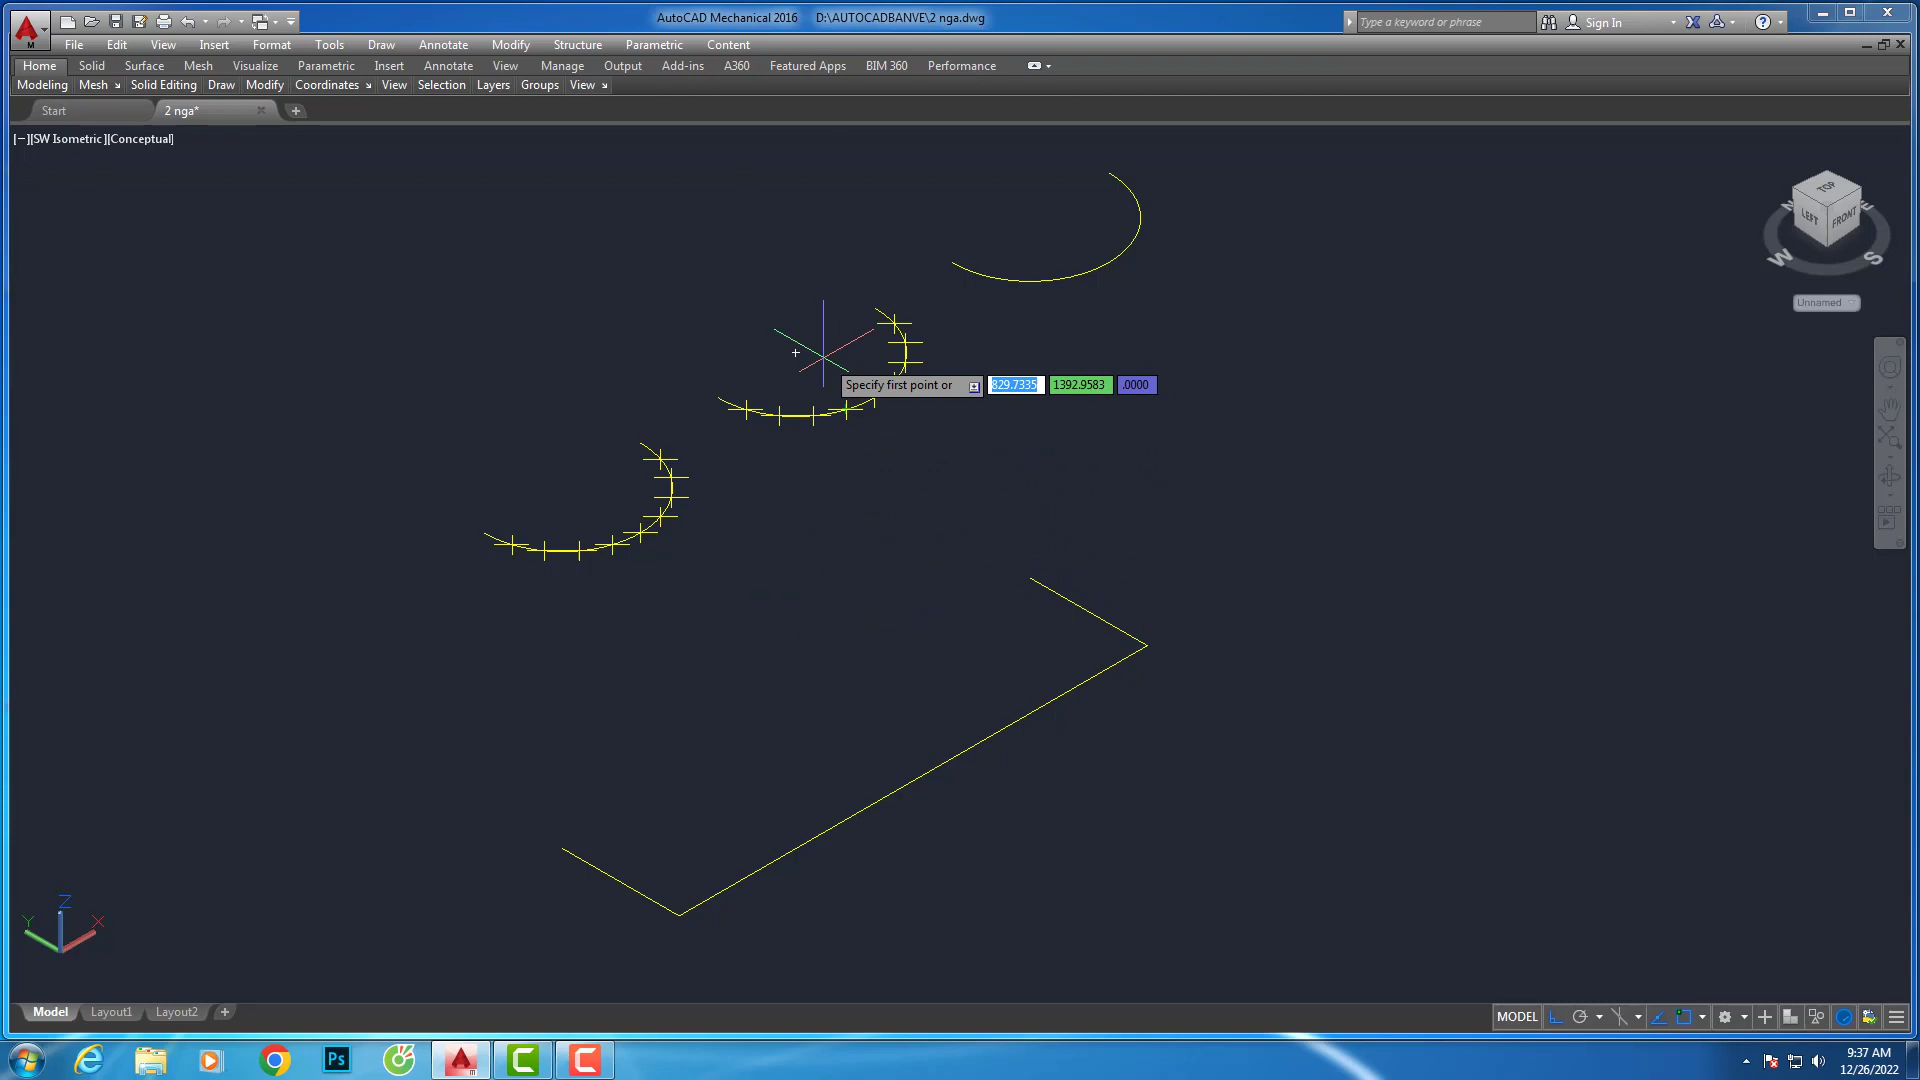 AutoCAD Mechanical 2016 D:\AUTOCADBANVE\2 nga.dwg
Type a keyword or phrase
Sign In
M
File Edit View Insert Format Tools Draw Annotate Modify Structure Parametric Content
Home Solid Surface Mesh Visualize Parametric Insert Annotate View Manage Output Add-ins A360 Featured Apps BIM 360 Performance
Modeling Mesh Solid Editing Draw Modify Coordinates View Selection Layers Groups View
Start 2 nga*
[−][SW Isometric][Conceptual]
TOP
LEFT FRONT
N E
W S
Unnamed
Specify first point or 829.7335 1392.9583 .0000
Z
Y X
Model Layout1 Layout2
MODEL
Ps
m
9:37 AM
12/26/2022